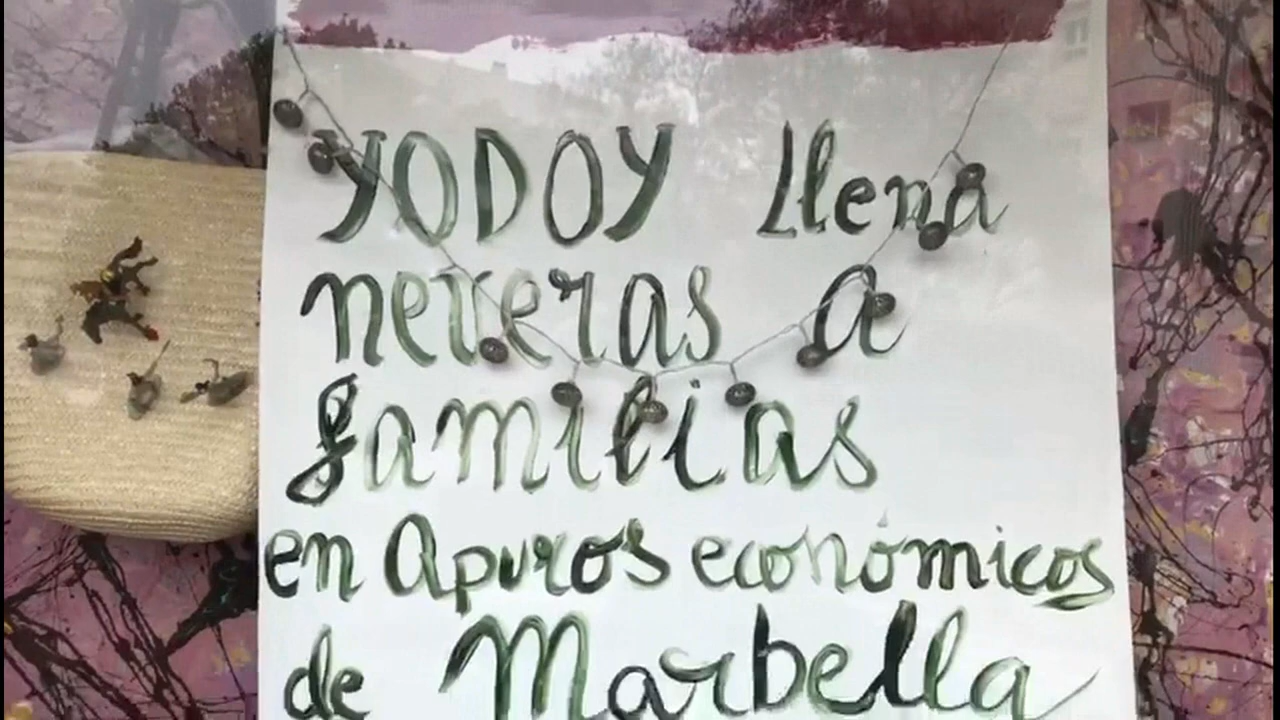 YODOY Llena
neveras a
familias
en Apuros económicos
de Marbella